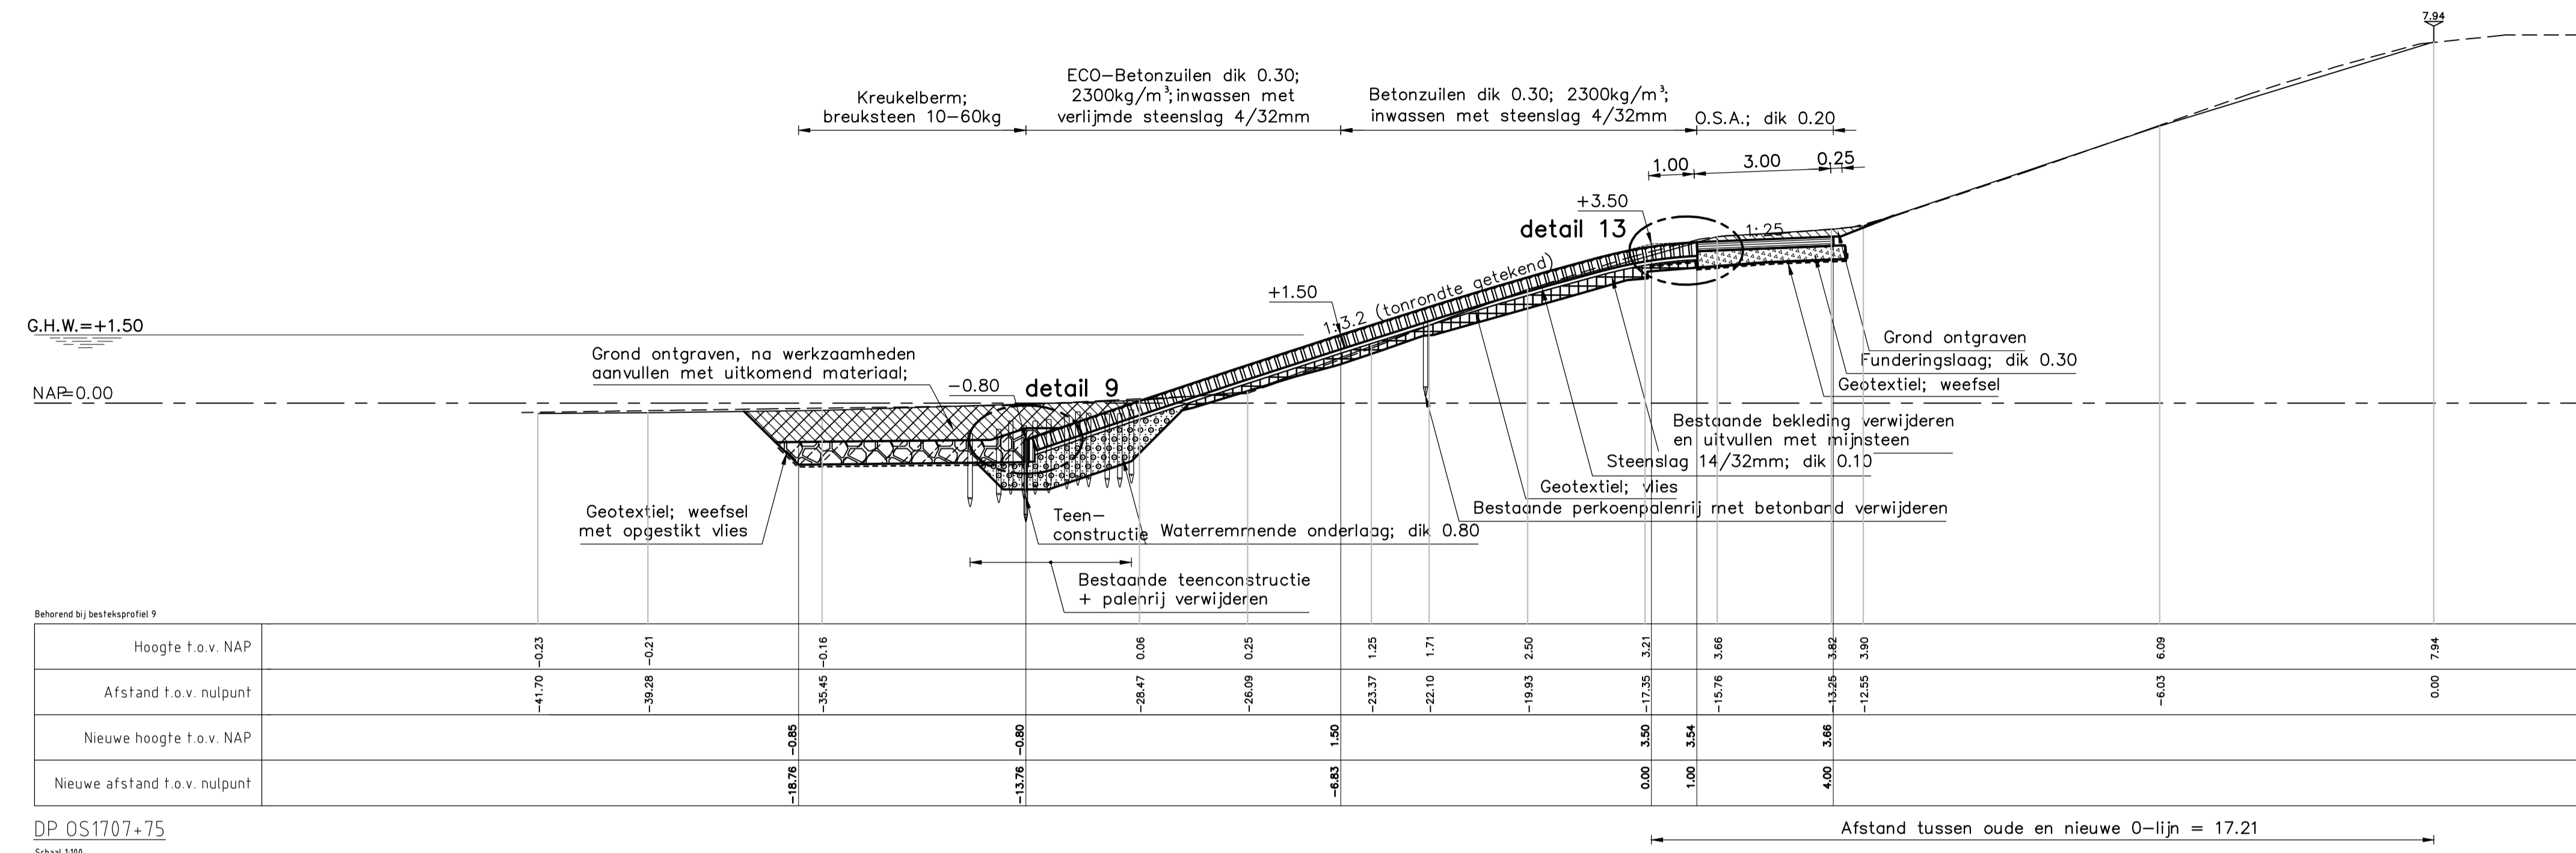 7.94
ECO-Betonzuilen dik 0.30;
2300kg/m³; inwassen met
verlijmde steenslag 4/32mm
Kreukelberm;
breuksteen 10-60kg
Betonzuilen dik 0.30; 2300kg/m³;
inwassen met steenslag 4/32mm
O.S.A.; dik 0.20
1.00
3.00
0.25
+3.50
detail 13
1:25
1:3.2 (tonrondte getekend)
+1.50
G.H.W.=+1.50
Grond ontgraven, na werkzaamheden
aanvullen met uitkomend materiaal;
-0.80
detail 9
NAP=0.00
Grond ontgraven
Funderingslaag; dik 0.30
Geotextiel; weefsel
Bestaande bekleding verwijderen
en uitvullen met mijnsteen
Steenslag 14/32mm; dik 0.10
Geotextiel; vlies
Bestaande perkoenpalenrij met betonband verwijderen
Geotextiel; weefsel
met opgestikt vlies
Teen-
constructie
Waterremmende onderlaag; dik 0.80
Bestaande teenconstructie
+ palenrij verwijderen
Behorend bij besteksprofiel 9
Hoogte t.o.v. NAP
-0.23 -0.21 -0.16 0.06 0.25 1.25 1.71 2.50 3.21 3.66 3.82 3.90 6.09 7.94
Afstand t.o.v. nulpunt
-41.70 -39.28 -35.45 -28.47 -26.09 -23.37 -22.10 -19.93 -17.35 -15.76 -13.25 -12.55 -6.03 0.00
Nieuwe hoogte t.o.v. NAP
-0.85 -0.80 1.50 3.50 3.54 3.66
Nieuwe afstand t.o.v. nulpunt
-18.76 -13.76 -6.83 0.00 1.00 4.00
DP OS1707+75
Afstand tussen oude en nieuwe 0-lijn = 17.21
Schaal 1:100